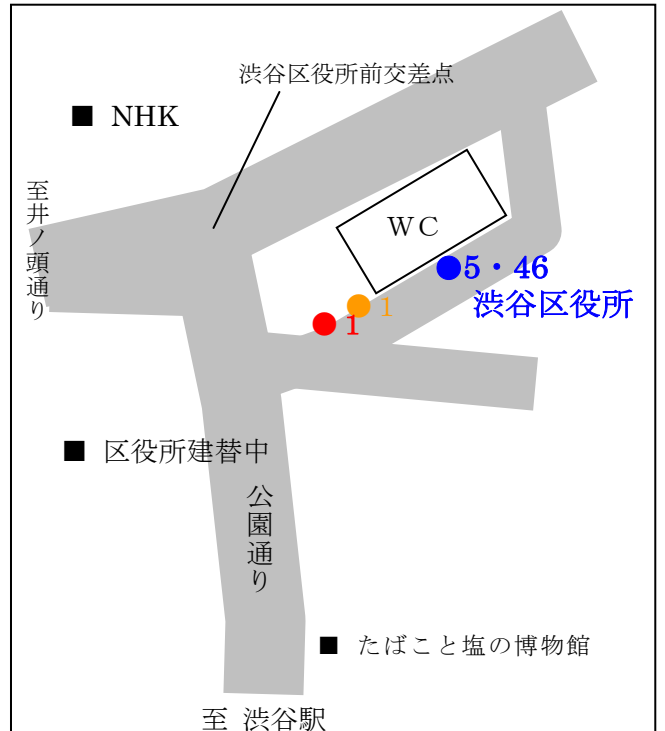 渋谷区役所前交差点
■ NHK
至井ノ頭通り
WC
5・46
渋谷区役所
1
1
■ 区役所建替中
公園通り
■ たばこと塩の博物館
至 渋谷駅